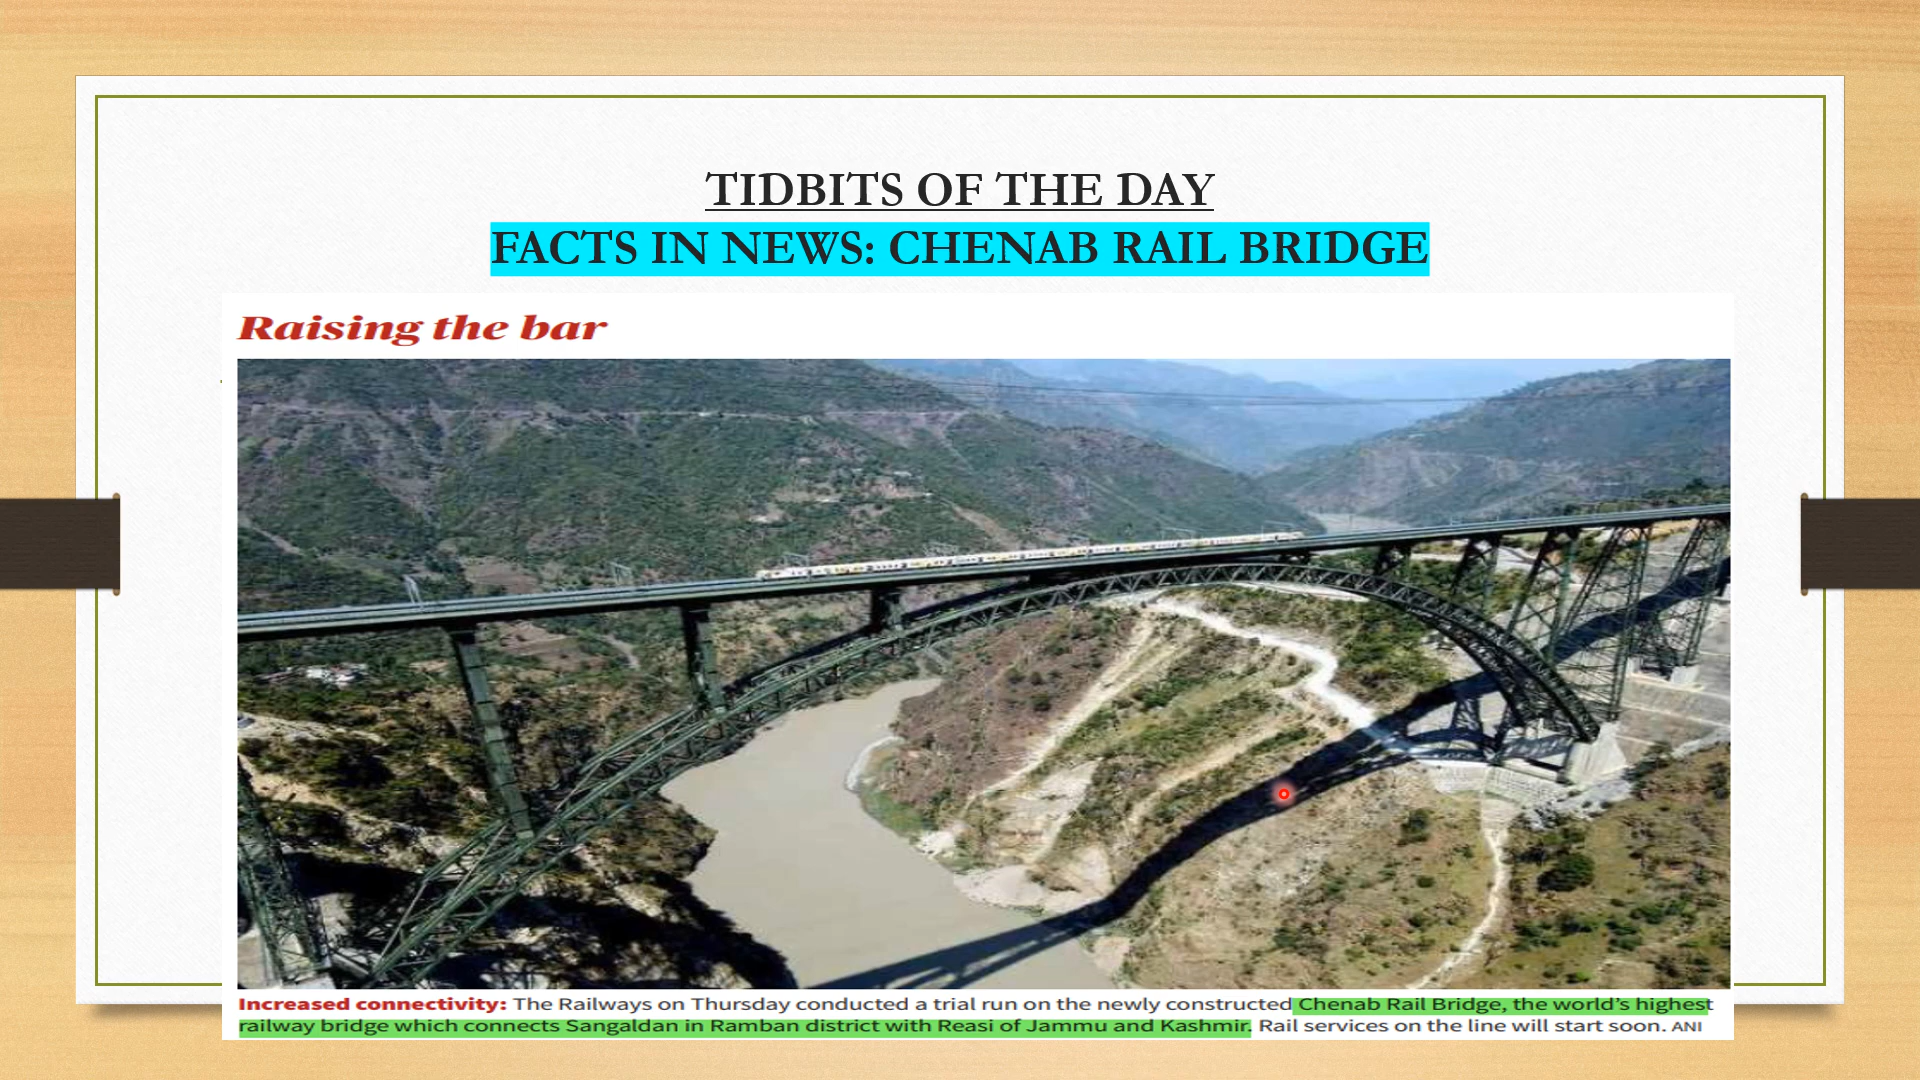 TIDBITS OF THE DAY
FACTS IN NEWS: CHENAB RAIL BRIDGE
Raising the bar
Increased connectivity: The Railways on Thursday conducted a trial run on the newly constructed Chenab Rail Bridge, the world’s highest
railway bridge which connects Sangaldan in Ramban district with Reasi of Jammu and Kashmir. Rail services on the line will start soon. ANI